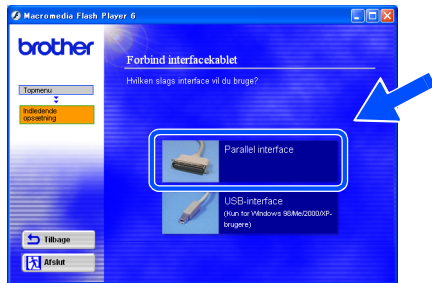 Macromedia Flash Player 6
brother
Forbind interfacekablet
Hvilken slags interface vil du bruge?
Topmenu
Indledende
opsætning
Parallel interface
USB-interface
(Kun for Windows 98/Me/2000/XP-
brugere)
Tilbage
Afslut